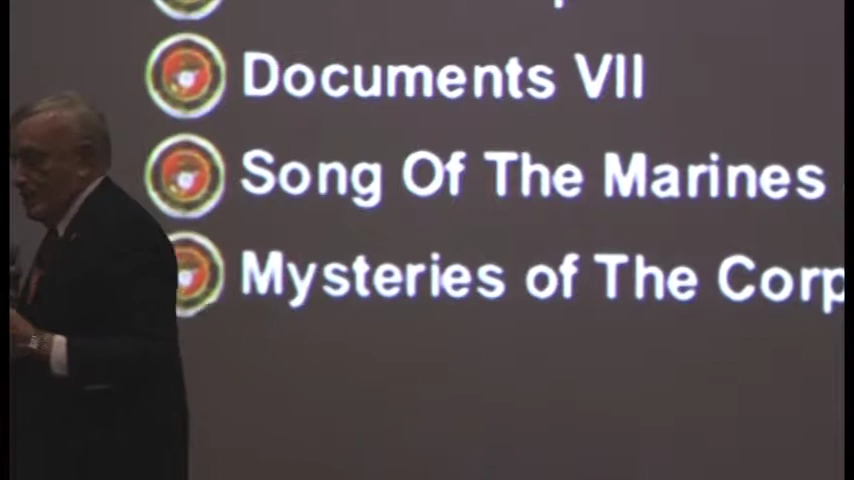 Documents VII
Song Of The Marines
Mysteries of The Corp